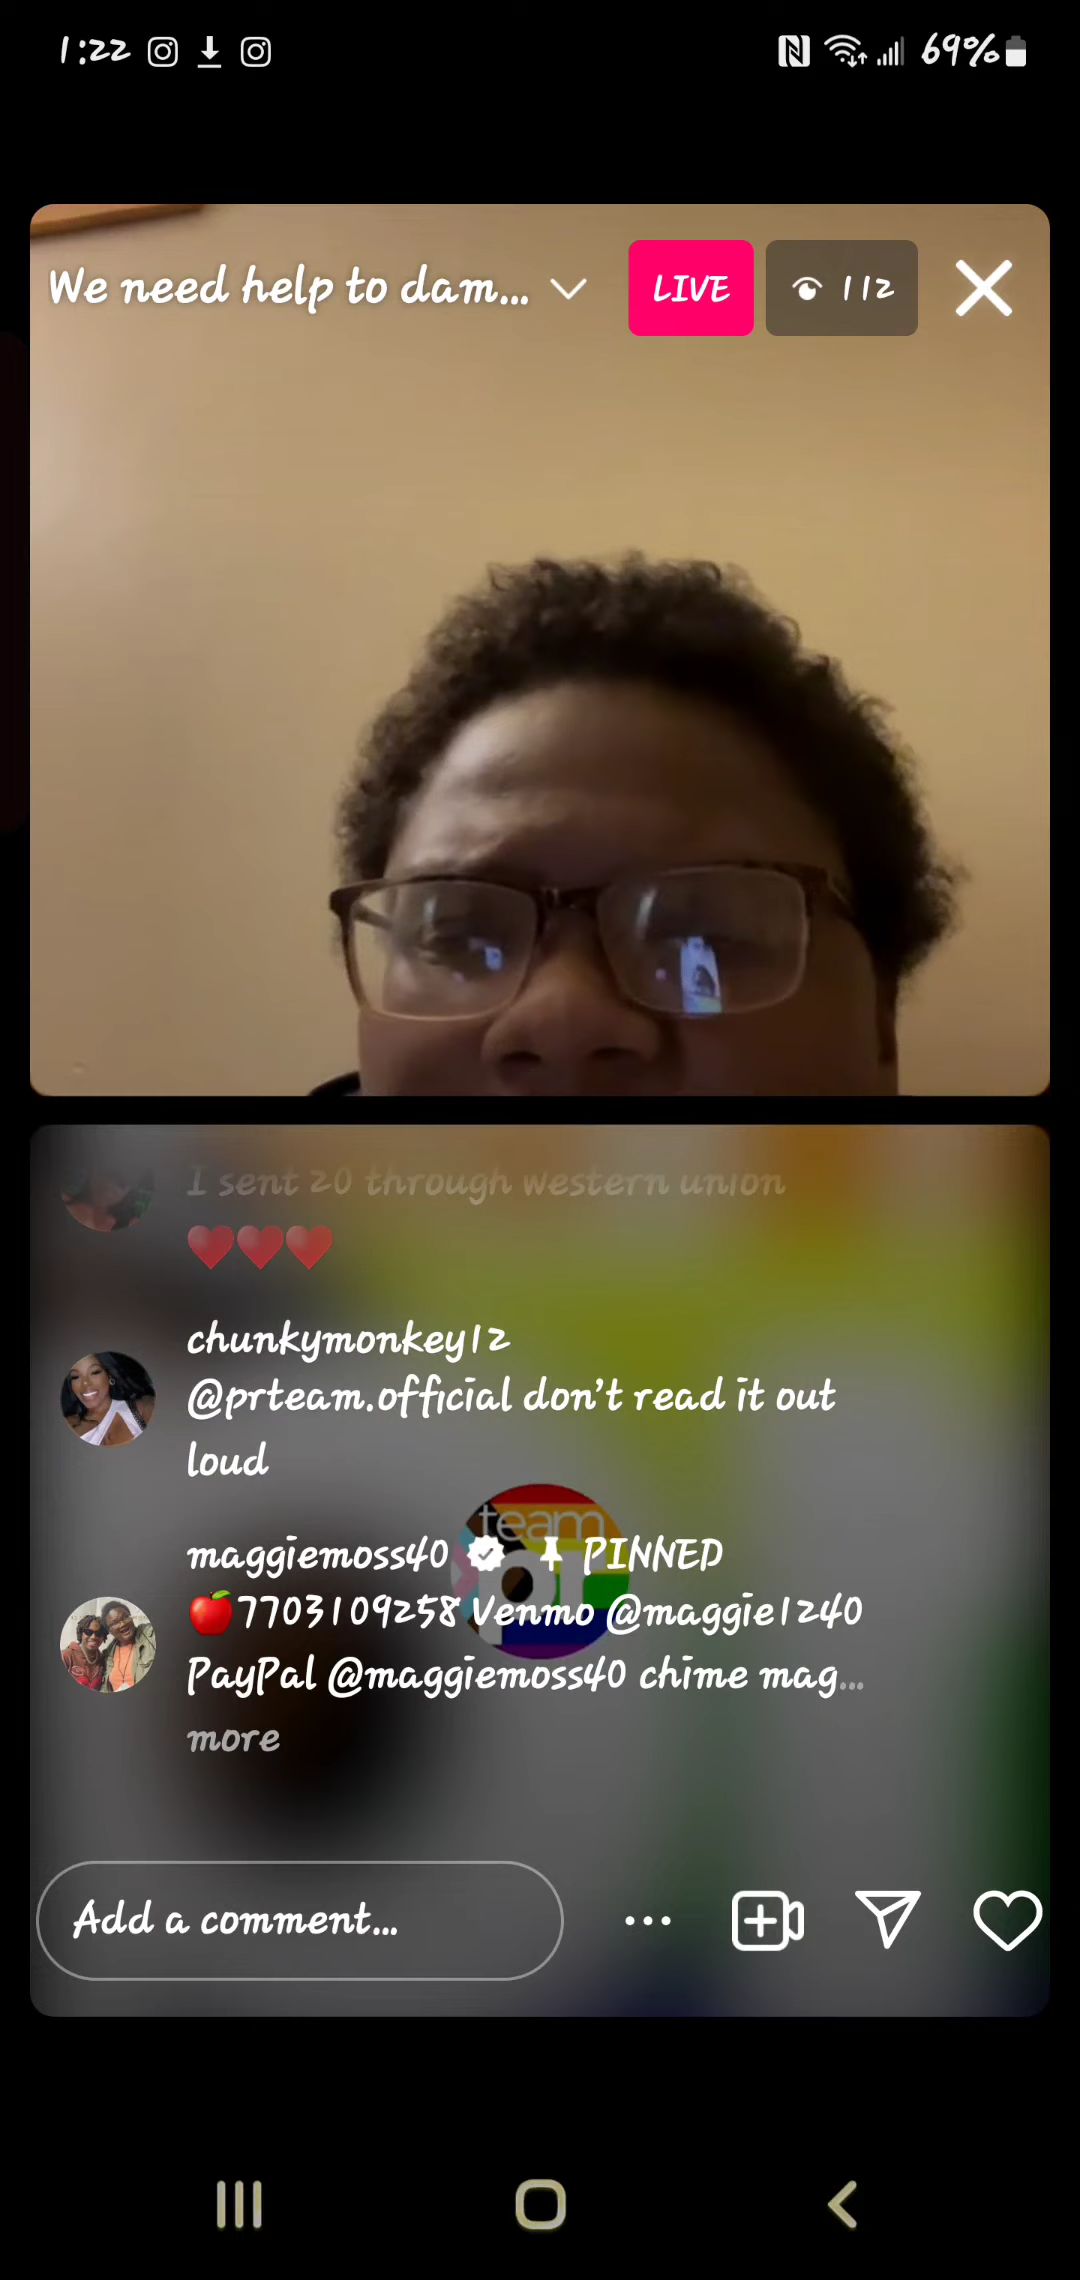 1:22 69%
We need help to dam... LIVE 112
I sent 20 through western union
❤️❤️❤️
chunkymonkey12
@prteam.official don't read it out
loud
team
pr
maggiemoss40 PINNED
🍎7703109258 Venmo @maggie1240
PayPal @maggiemoss40 chime mag...
more
Add a comment...